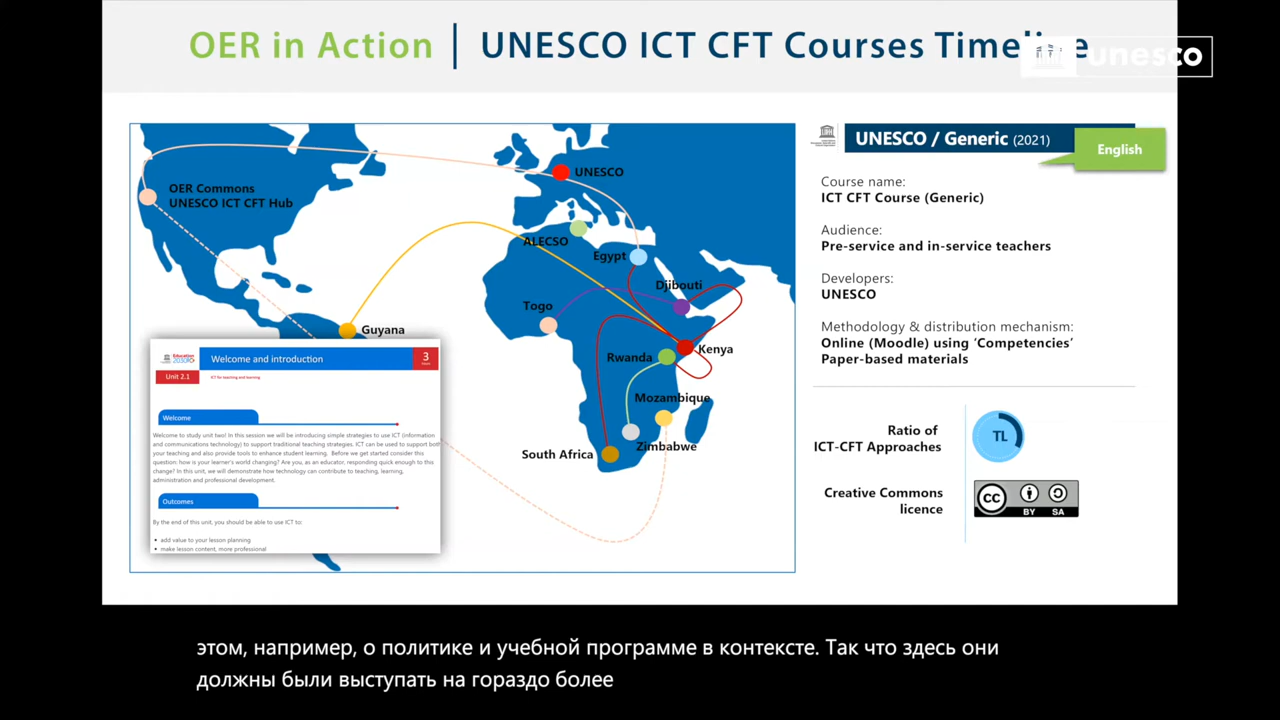 OER in Action | UNESCO ICT CFT Courses Timeline
unesco
UNESCO
OER Commons
UNESCO ICT CFT Hub
ALECSO
Egypt
Djibouti
Togo
Guyana
Kenya
Rwanda
Mozambique
Zimbabwe
South Africa
Education
2030
Welcome and introduction
3
Unit 2.1
ICT for teaching and learning
Welcome
Welcome to study unit two! In this session we will be introducing simple strategies to use ICT (information
and communications technology) to support traditional teaching strategies. ICT can be used to support both
your teaching and also provide tools to enhance student learning. Before we get started consider this
question: how is your learner's world changing? Are you, as an educator, responding quick enough to this
change? In this unit, we will demonstrate how technology can contribute to teaching, learning,
administration and professional development.
Outcomes
By the end of this unit, you should be able to use ICT to:
• add value to your lesson planning
• make lesson content, more professional
UNESCO / Generic (2021)
English
Course name:
ICT CFT Course (Generic)
Audience:
Pre-service and in-service teachers
Developers:
UNESCO
Methodology & distribution mechanism:
Online (Moodle) using ‘Competencies’
Paper-based materials
Ratio of
ICT-CFT Approaches
TL
Creative Commons
licence
cc
BY SA
этом, например, о политике и учебной программе в контексте. Так что здесь они
должны были выступать на гораздо более